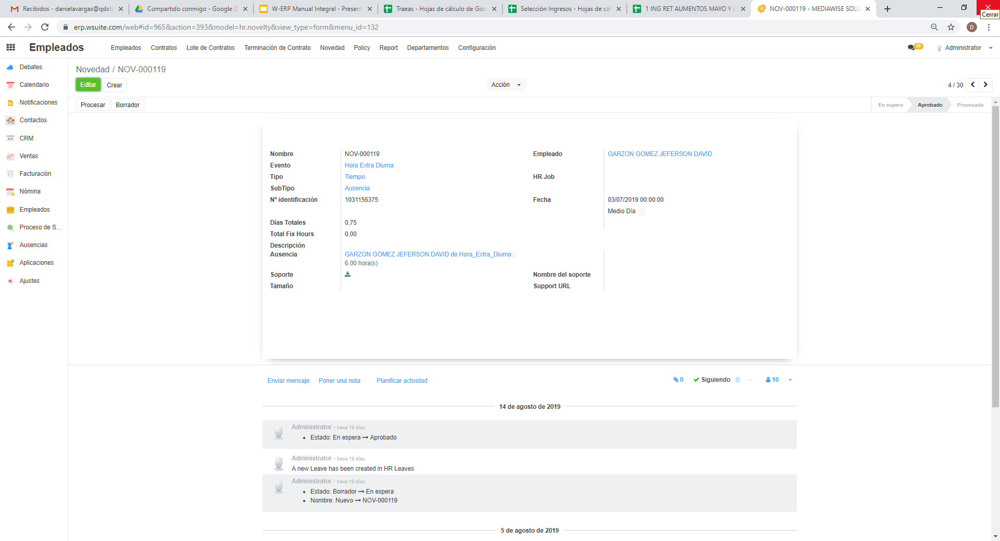 Recibidos - danielavargas@qdata
Compartido conmigo - Google D
W-ERP Manual Integral - Present
Traeas - Hojas de cálculo de Goo
Selección Ingresos - Hojas de cál
1 ING RET AUMENTOS MAYO Y J
NOV-000119 - MEDIAWISE SOLU
Cerrar
erp.wsuite.com/web#id=965&action=393&model=hr.novelty&view_type=form&menu_id=132
D
Empleados
Empleados Contratos Lote de Contratos Terminación de Contrato Novedad Policy Report Departamentos Configuración
29
Administrator
Debates
Calendario
31
Notificaciones
Contactos
CRM
Ventas
Facturación
Nómina
Empleados
Proceso de S...
Ausencias
Aplicaciones
Ajustes
Novedad / NOV-000119
Editar Crear
Acción
4 / 30
Procesar Borrador
En espera Aprobado Procesado
Nombre NOV-000119
Empleado GARZON GOMEZ JEFERSON DAVID
Evento Hora Extra Diurna
Tipo Tiempo
HR Job
SubTipo Ausencia
Nº identificación 1031156375
Fecha 03/07/2019 00:00:00
Medio Día
Días Totales 0,75
Total Fix Hours 0,00
Descripción
Ausencia GARZON GOMEZ JEFERSON DAVID de Hora_Extra_Diurna :
6.00 hora(s)
Soporte
Nombre del soporte
Tamaño
Support URL
Enviar mensaje Poner una nota Planificar actividad
0 Siguiendo 10
14 de agosto de 2019
Administrator - hace 19 días
• Estado: En espera → Aprobado
Administrator - hace 19 días
A new Leave has been created in HR Leaves
Administrator - hace 19 días
• Estado: Borrador → En espera
• Nombre: Nuevo → NOV-000119
5 de agosto de 2019